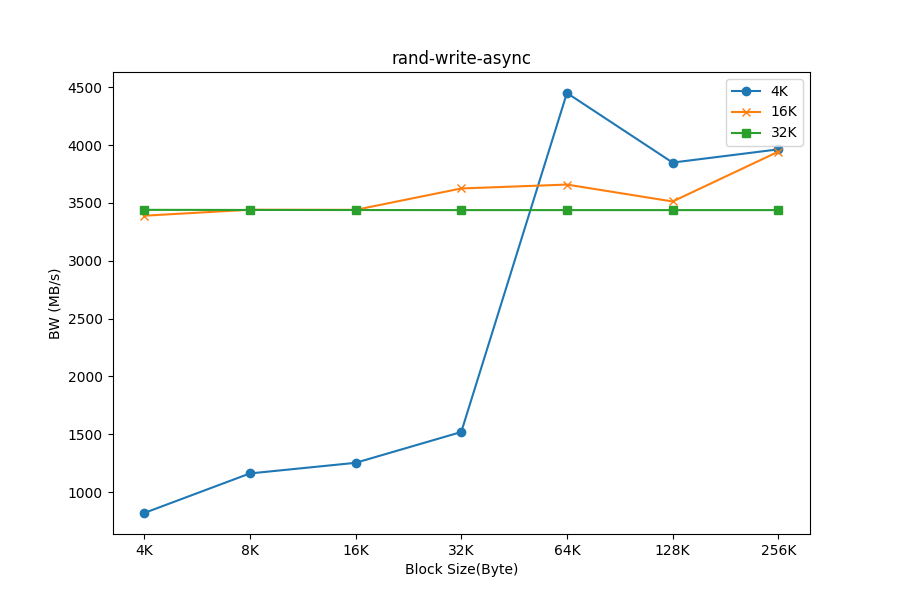 rand-write-async
4500
4000
3500
3000
2500
2000
1500
1000
BW (MB/s)
4K
16K
32K
4K 8K 16K 32K 64K 128K 256K
Block Size(Byte)